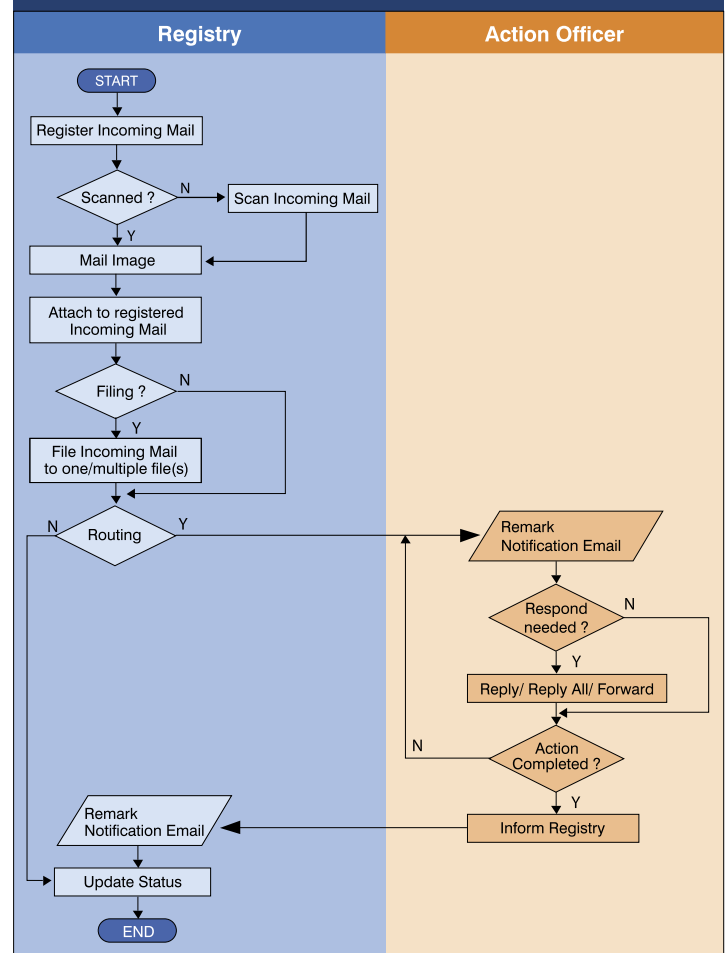 Registry
Action Officer
START
Register Incoming Mail
Scanned ?
N
Scan Incoming Mail
Y
Mail Image
Attach to registered
Incoming Mail
Filing ?
N
Y
File Incoming Mail
to one/multiple file(s)
N
Routing
Y
Remark
Notification Email
Respond
needed ?
N
Y
Reply/ Reply All/ Forward
N
Action
Completed ?
Y
Inform Registry
Remark
Notification Email
Update Status
END